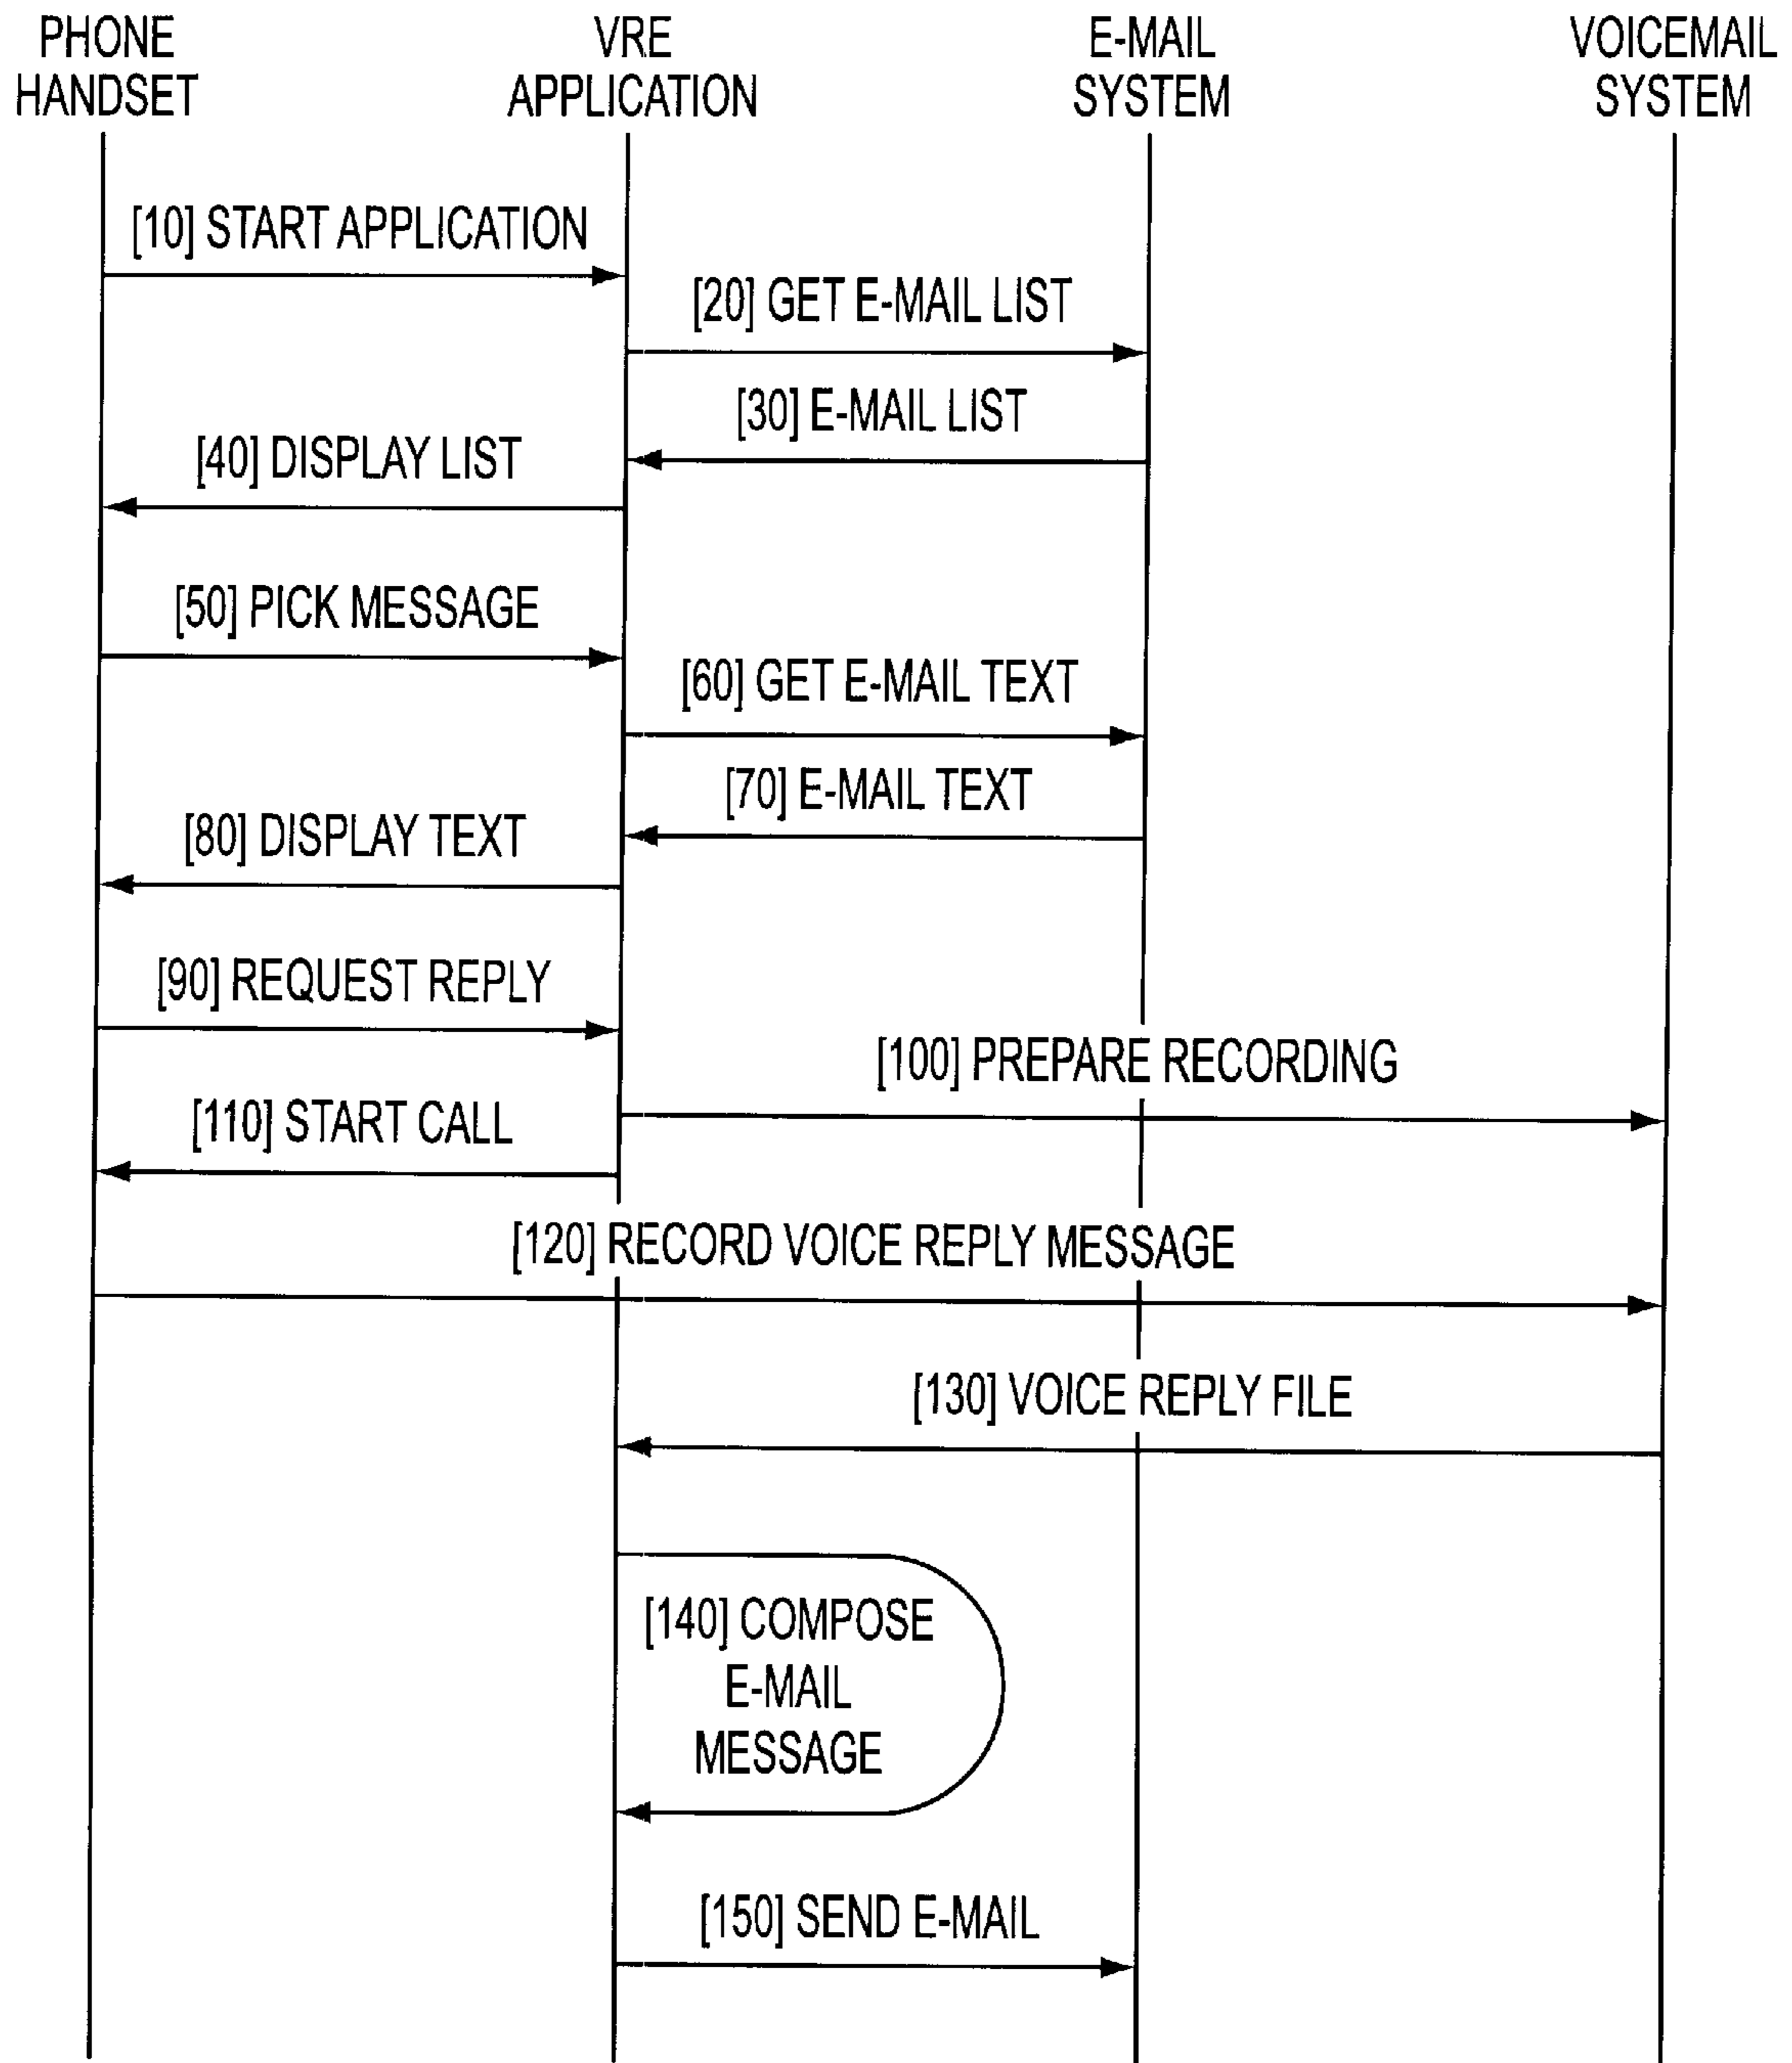 PHONE
HANDSET
VRE
APPLICATION
E-MAIL
SYSTEM
VOICEMAIL
SYSTEM
[10] START APPLICATION
[20] GET E-MAIL LIST
[30] E-MAIL LIST
[40] DISPLAY LIST
[50] PICK MESSAGE
[60] GET E-MAIL TEXT
[70] E-MAIL TEXT
[80] DISPLAY TEXT
[90] REQUEST REPLY
[100] PREPARE RECORDING
[110] START CALL
[120] RECORD VOICE REPLY MESSAGE
[130] VOICE REPLY FILE
[140] COMPOSE
E-MAIL
MESSAGE
[150] SEND E-MAIL